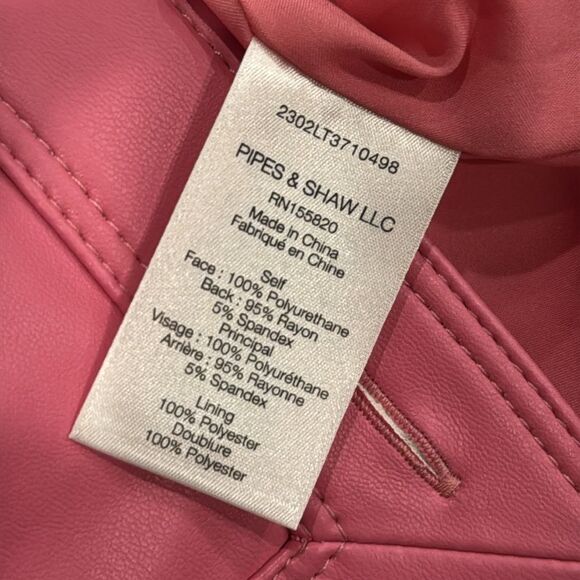 2302LT3710498
PIPES & SHAW LLC
RN155820
Made in China
Fabriqué en Chine
Self
Face : 100% Polyurethane
Back : 95% Rayon
5% Spandex
Principal
Visage : 100% Polyuréthane
Arrière : 95% Rayonne
5% Spandex
Lining
100% Polyester
Doublure
100% Polyester